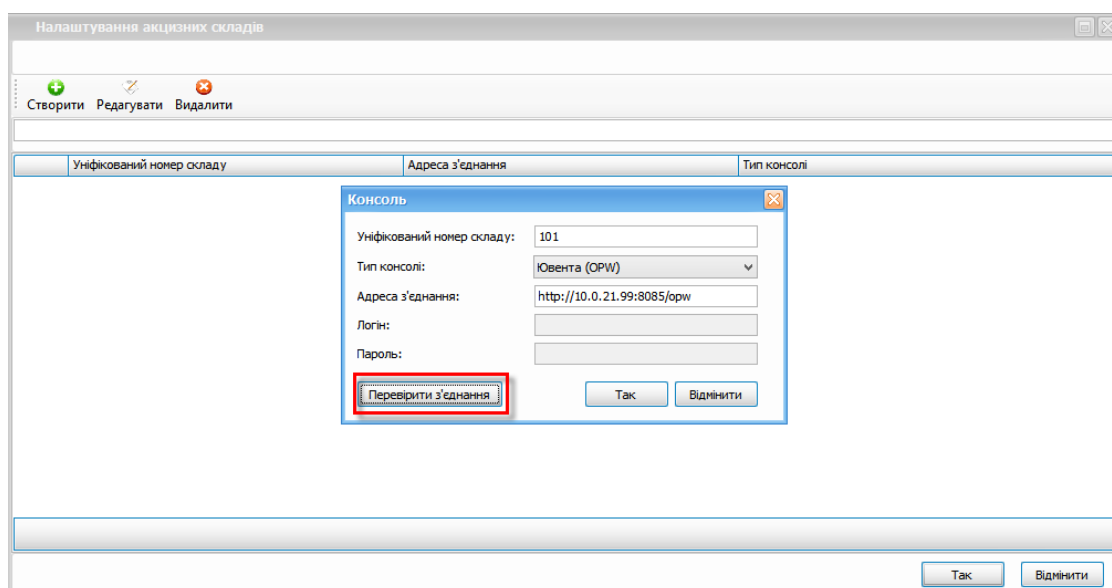 Налаштування акцизних складів
Створити Редагувати Видалити
Уніфікований номер складу Адреса з'єднання Тип консолі
Консоль
Уніфікований номер складу: 101
Тип консолі: Ювента (OPW)
Адреса з'єднання: http://10.0.21.99:8085/opw
Логін:
Пароль:
Перевірити з'єднання Так Відмінити
Так Відмінити